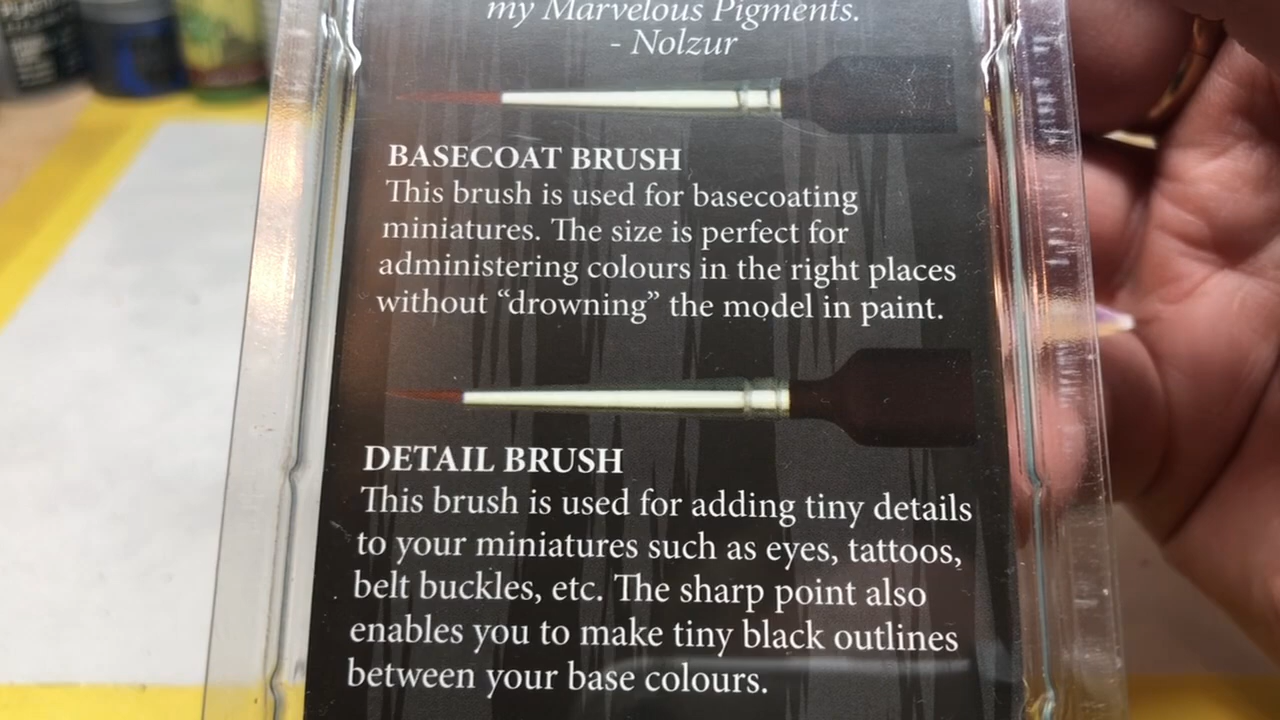 my Marvelous Pigments.
- Nolzur
BASECOAT BRUSH
This brush is used for basecoating
miniatures. The size is perfect for
administering colours in the right places
without “drowning” the model in paint.
DETAIL BRUSH
This brush is used for adding tiny details
to your miniatures such as eyes, tattoos,
belt buckles, etc. The sharp point also
enables you to make tiny black outlines
between your base colours.